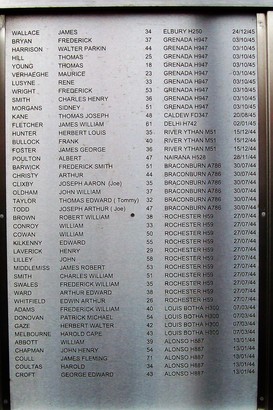 WALLACE JAMES 34 ELBURY H250 24/12/45
BRYAN FREDERICK 37 GRENADA H947 03/10/45
HARRISON WALTER PARKIN 44 GRENADA H947 03/10/45
HILL THOMAS 25 GRENADA H947 03/10/45
YOUNG THOMAS 18 GRENADA H947 03/10/45
VERHAEGHE MAURICE 23 GRENADA H947 03/10/45
LUSYNE RENE 33 GRENADA H947 03/10/45
WRIGHT FREDERICK 63 GRENADA H947 03/10/45
SMITH CHARLES HENRY 36 GRENADA H947 03/10/45
MORGANS SIDNEY 51 GRENADA H947 03/10/45
KANE THOMAS JOSEPH 48 CALDEW FD347 20/08/45
FLETCHER JAMES WILLIAM 61 DELHI H742 02/01/45
HUNTER HERBERT LOUIS 35 RIVER YTHAN M51 15/12/44
BULLOCK FRANK 40 RIVER YTHAN M51 15/12/44
FOSTER JAMES GEORGE 36 RIVER YTHAN M51 15/12/44
POULTON ALBERT 47 NAIRANA H528 28/11/44
BARWICK FREDERICK SMITH 51 BRACONBURN A786 30/07/44
CHRISTY ARTHUR BRACONBURN A786 30/07/44
CLIXBY JOSEPH AARON (Joe) 35 BRACONBURN A786 30/07/44
OLDHAM JOHN WILLIAM 37 BRACONBURN A786 30/07/44
TAYLOR THOMAS EDWARD (Tommy) 32 BRACONBURN A786 30/07/44
TODD JOSEPH ARTHUR (Joe) 47 BRACONBURN A786 30/07/44
BROWN ROBERT WILLIAM 38 ROCHESTER H59 27/07/44
CONROY WILLIAM 33 ROCHESTER H59 27/07/44
COWAN WILLIAM 50 ROCHESTER H59 27/07/44
KILKENNY EDWARD 55 ROCHESTER H59 27/07/44
LAVERICK HENRY 29 ROCHESTER H59 27/07/44
LILLEY JOHN 58 ROCHESTER H59 27/07/44
MIDDLEMISS JAMES ROBERT 53 ROCHESTER H59 27/07/44
SMITH CHARLES WILLIAM 51 ROCHESTER H59 27/07/44
SWALES FREDERICK WILLIAM 35 ROCHESTER H59 27/07/44
WARD ARTHUR EDWARD 38 ROCHESTER H59 27/07/44
WHITFIELD EDWIN ARTHUR 26 ROCHESTER H59 27/07/44
ADAMS FREDERICK WILLIAM 40 LOUIS BOTHA H300 07/03/44
DONOVAN PATRICK MICHAEL 54 LOUIS BOTHA H300 07/03/44
GAZE HERBERT WALTER 42 LOUIS BOTHA H300 07/03/44
MELBOURNE HAROLD CAPE 43 LOUIS BOTHA H300 07/03/44
ABBOTT WILLIAM 39 ALONSO H887 13/01/44
CHAPMAN JOHN HENRY 54 ALONSO H887 13/01/44
COULL JAMES FLEMING 71 ALONSO H887 13/01/44
COULTAS HAROLD 34 ALONSO H887 13/01/44
CROFT GEORGE EDWARD 43 ALONSO H887 13/01/44